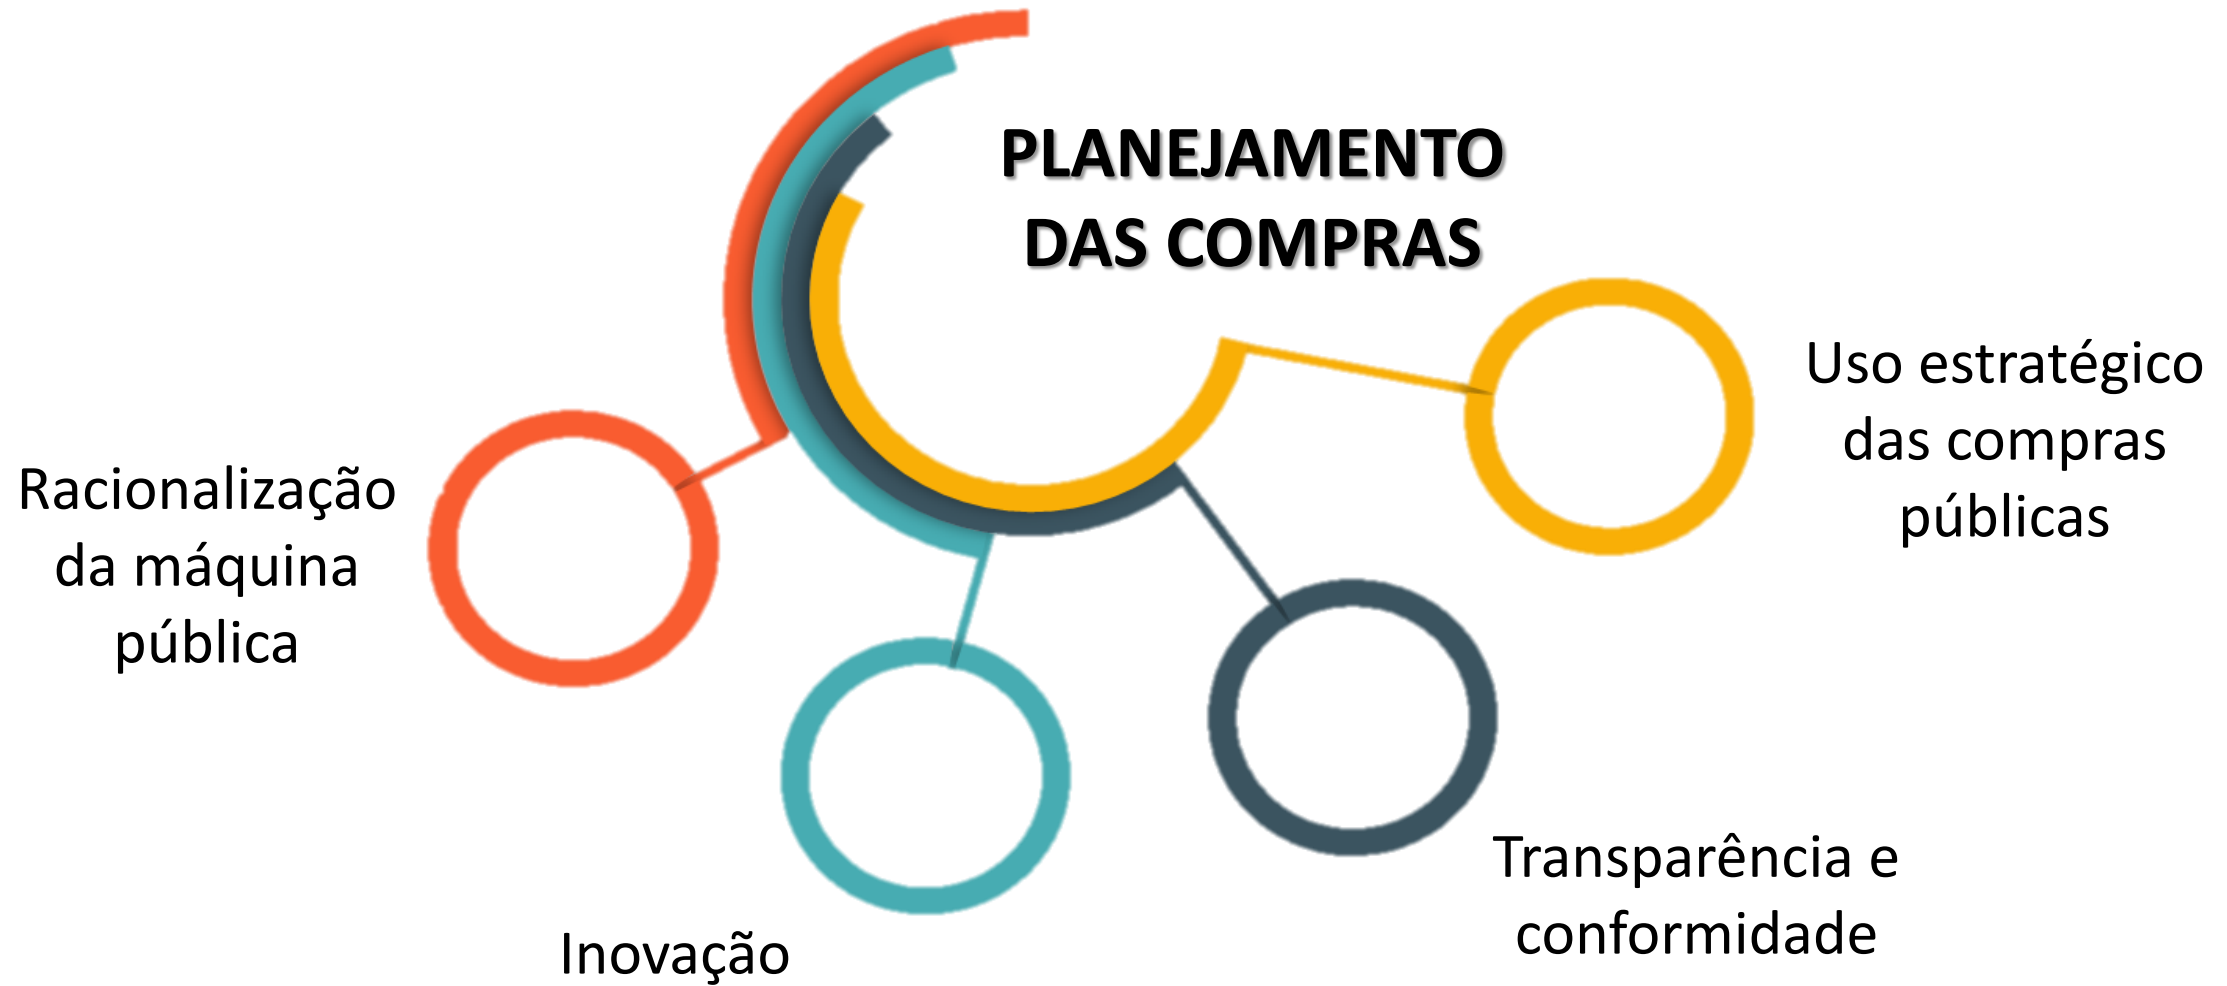 PLANEJAMENTO
DAS COMPRAS
Racionalização
da máquina
pública
Inovação
Transparência e
conformidade
Uso estratégico
das compras
públicas